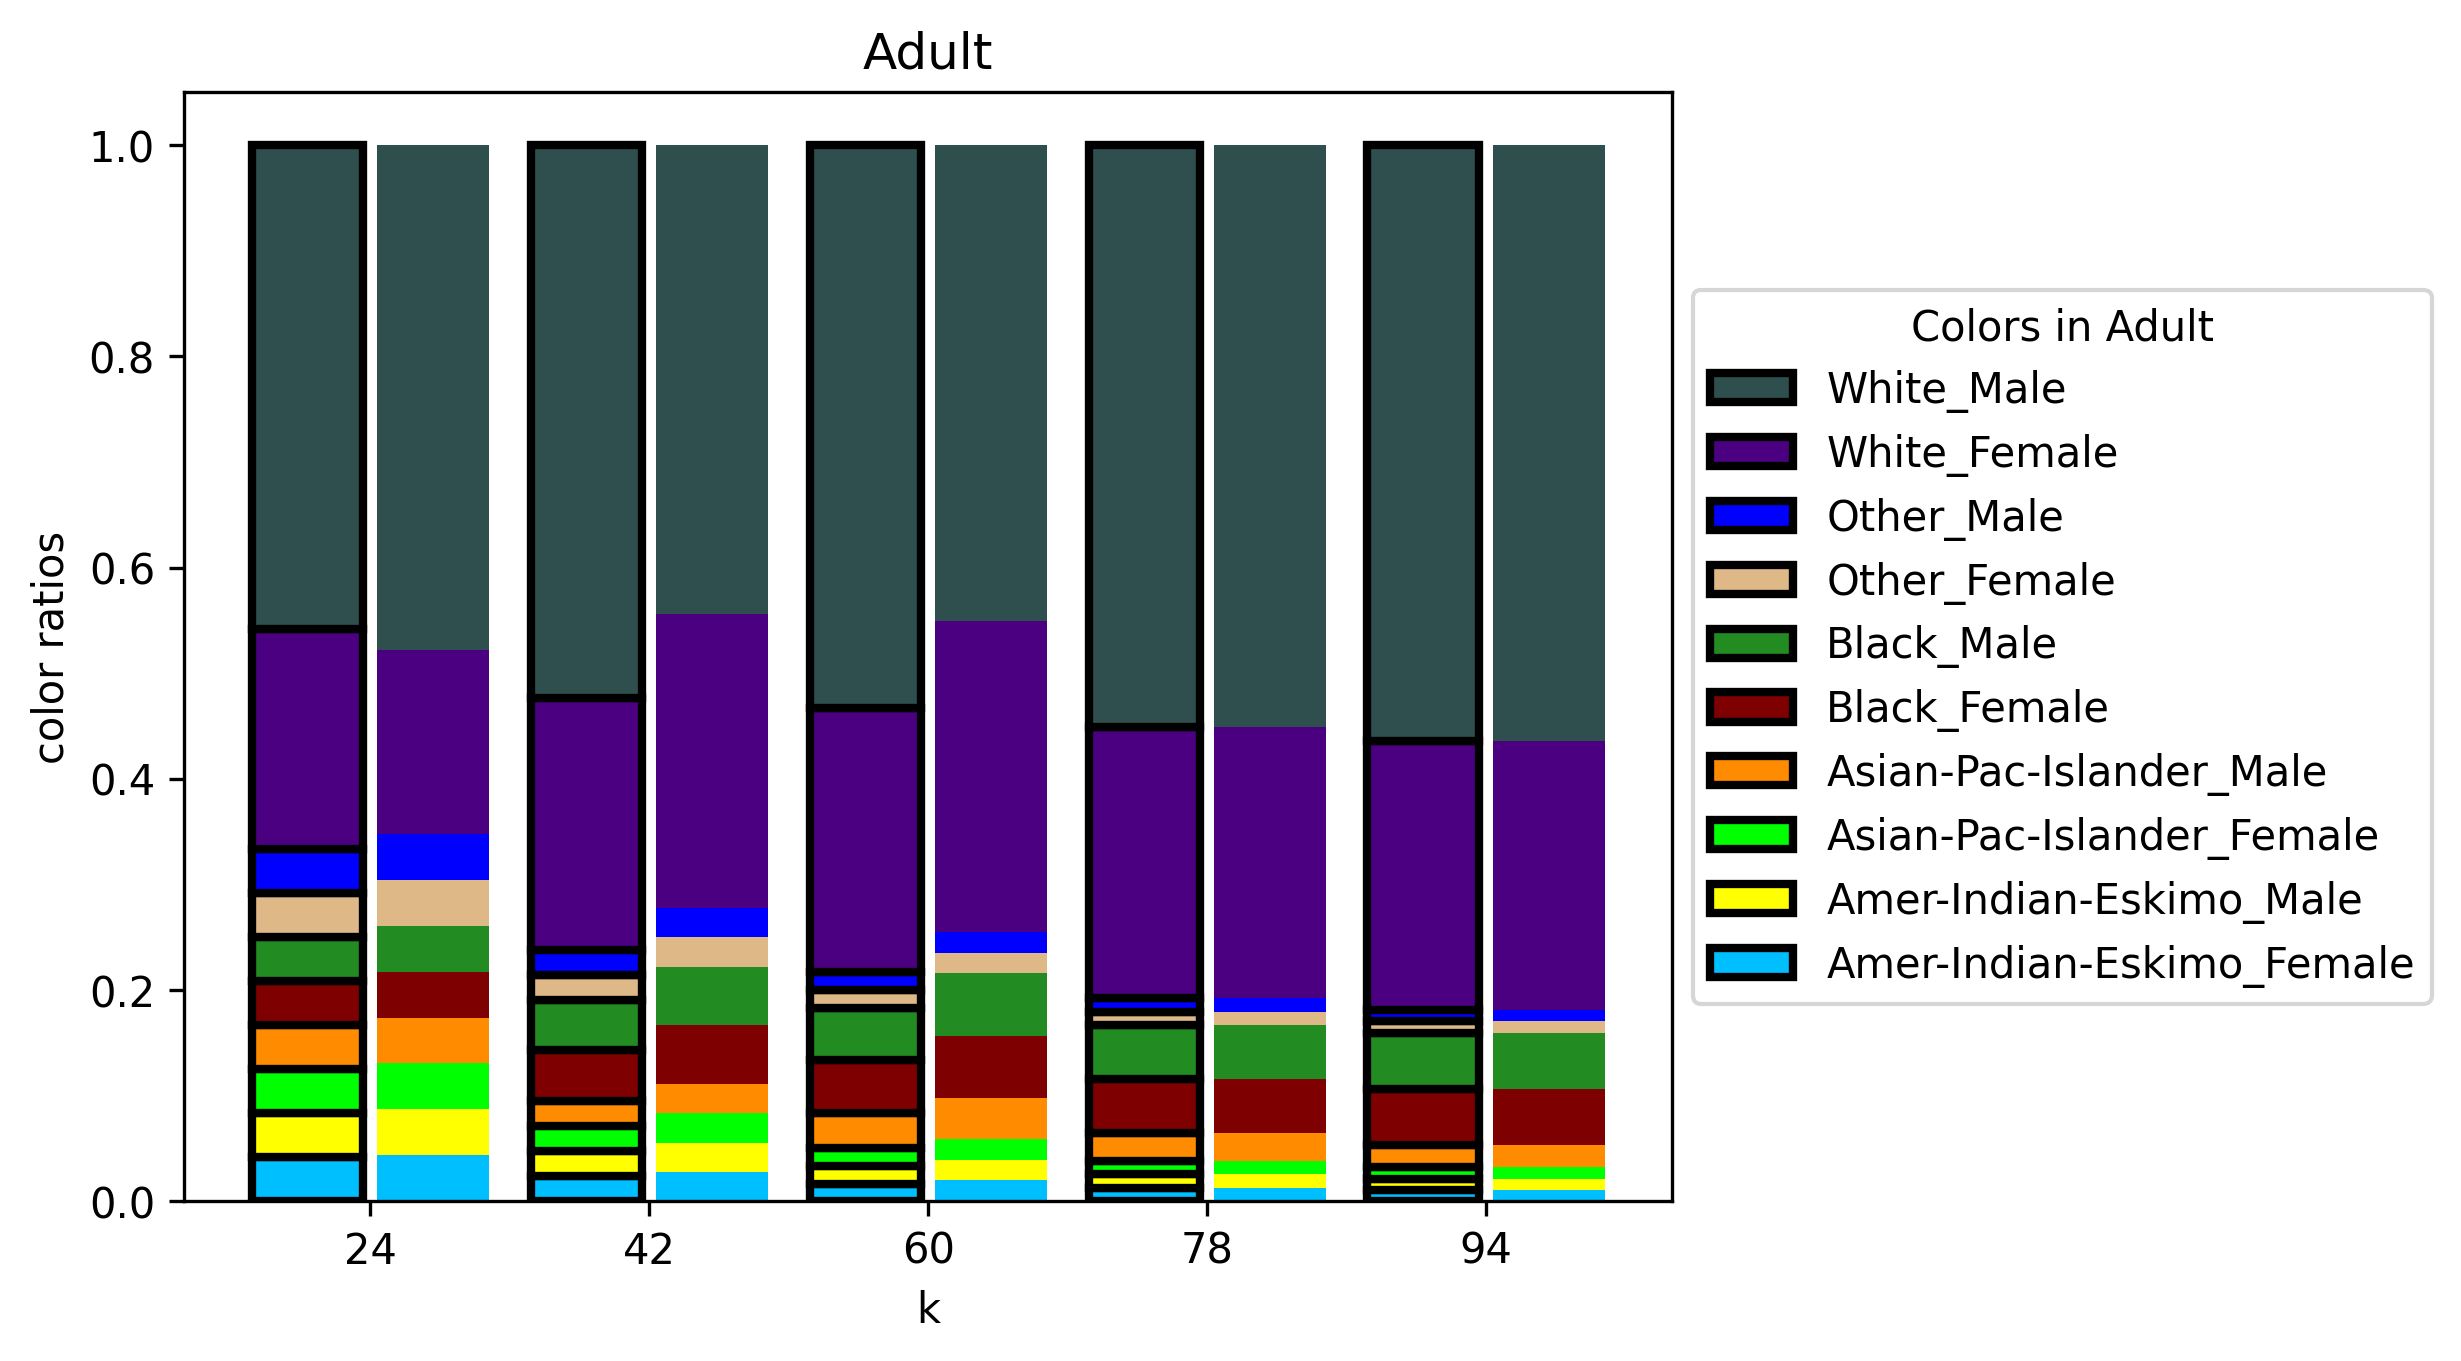 Adult
1.0
0.8
0.6
0.4
0.2
0.0
color ratios
24 42 60 78 94
k
Colors in Adult
White_Male
White_Female
Other_Male
Other_Female
Black_Male
Black_Female
Asian-Pac-Islander_Male
Asian-Pac-Islander_Female
Amer-Indian-Eskimo_Male
Amer-Indian-Eskimo_Female